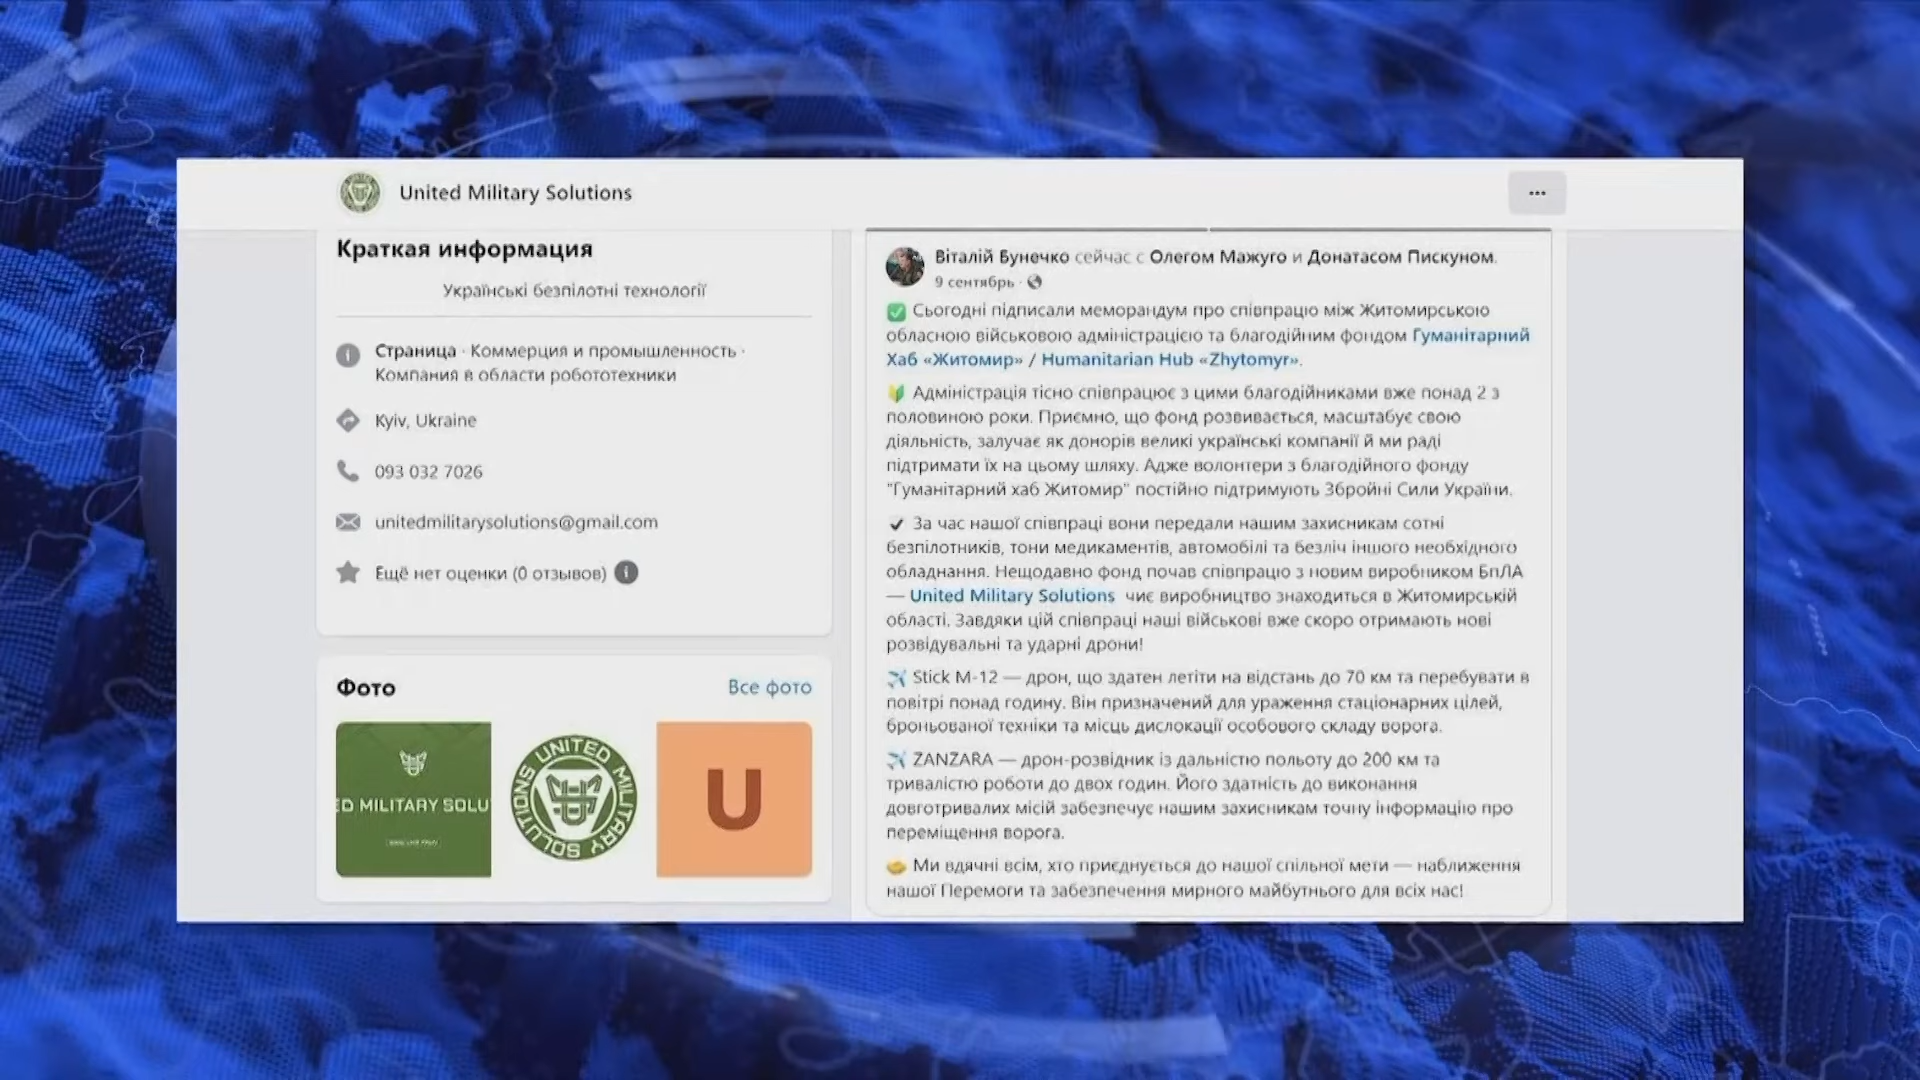 United Military Solutions
...
Краткая информация
Українські безпілотні технології
Страница · Коммерция и промышленность ·
Компания в области робототехники
Kyiv, Ukraine
093 032 7026
unitedmilitarysolutions@gmail.com
Ещё нет оценки (0 отзывов)
Фото
Все фото
ED MILITARY SOLU
UNITED MILITARY SOLUTIONS
U
Віталій Бунечко сейчас с Олегом Мажуго и Донатасом Пискуном.
9 сентябрь ·
Сьогодні підписали меморандум про співпрацю між Житомирською
обласною військовою адміністрацією та благодійним фондом Гуманітарний
Хаб «Житомир» / Humanitarian Hub «Zhytomyr».
Адміністрація тісно співпрацює з цими благодійниками вже понад 2 з
половиною роки. Приємно, що фонд розвивається, масштабує свою
діяльність, залучає як донорів великі українські компанії й ми раді
підтримати їх на цьому шляху. Адже волонтери з благодійного фонду
"Гуманітарний хаб Житомир" постійно підтримують Збройні Сили України.
За час нашої співпраці вони передали нашим захисникам сотні
безпілотників, тони медикаментів, автомобілі та безліч іншого необхідного
обладнання. Нещодавно фонд почав співпрацю з новим виробником БпЛА
— United Military Solutions чиє виробництво знаходиться в Житомирській
області. Завдяки цій співпраці наші військові вже скоро отримають нові
розвідувальні та ударні дрони!
Stick M-12 — дрон, що здатен летіти на відстань до 70 км та перебувати в
повітрі понад годину. Він призначений для ураження стаціонарних цілей,
броньованої техніки та місць дислокації особового складу ворога.
ZANZARA — дрон-розвідник із дальністю польоту до 200 км та
тривалістю роботи до двох годин. Його здатність до виконання
довготривалих місій забезпечує нашим захисникам точну інформацію про
переміщення ворога.
Ми вдячні всім, хто приєднується до нашої спільної мети — наближення
нашої Перемоги та забезпечення мирного майбутнього для всіх нас!